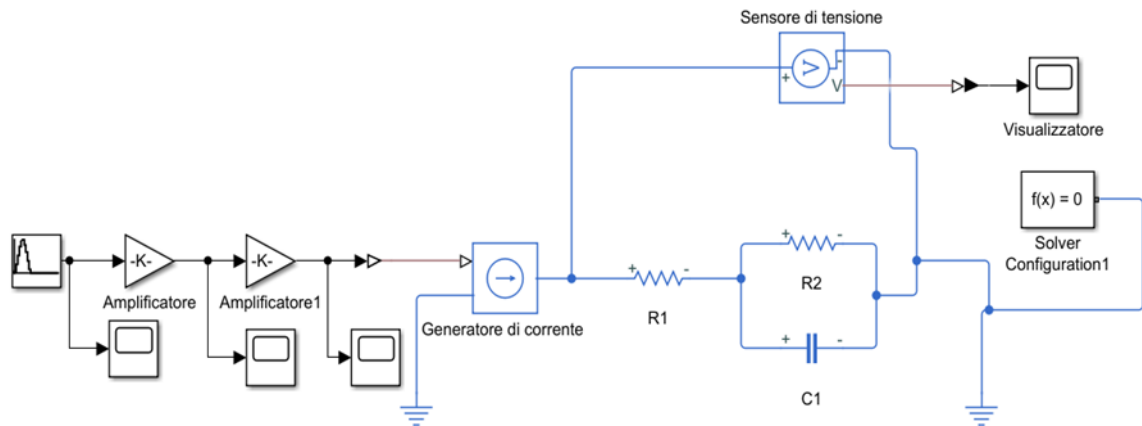 Sensore di tensione
+
-
V
V
Visualizzatore
f(x) = 0
Solver
Configuration1
-K-
-K-
Amplificatore
Amplificatore1
Generatore di corrente
+
-
R1
+
-
R2
+
-
C1